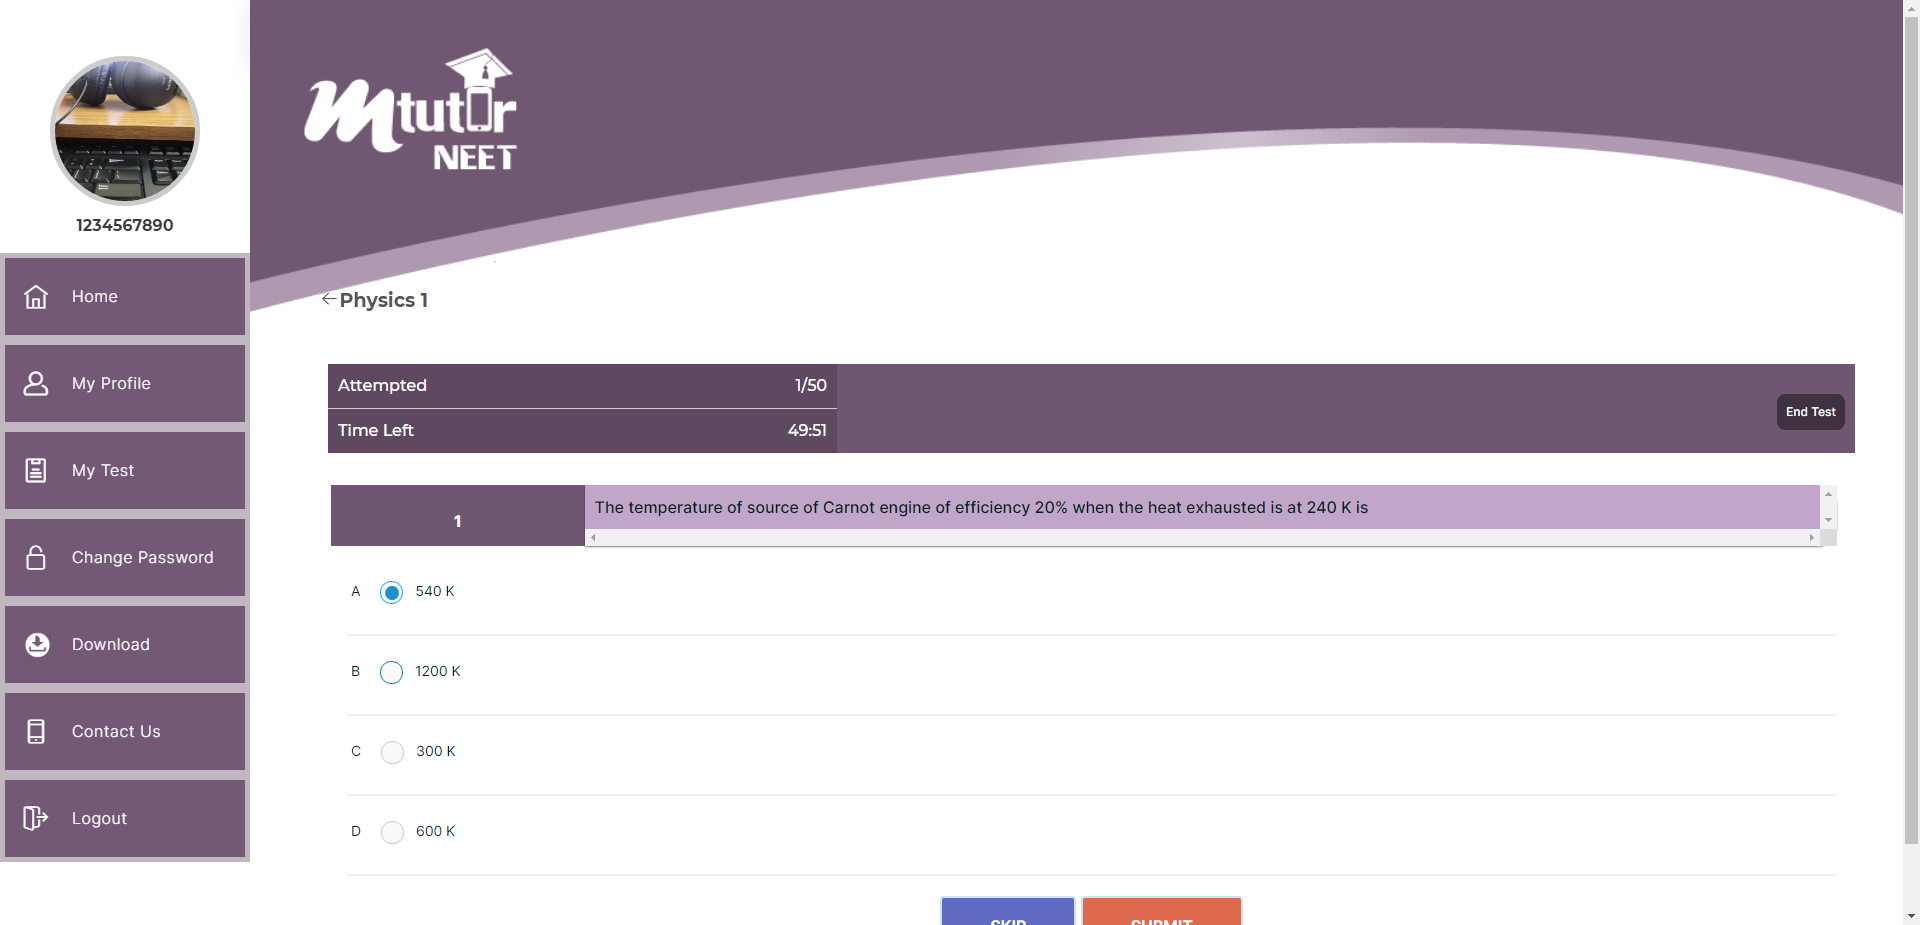 1234567890
Home
My Profile
My Test
Change Password
Download
Contact Us
Logout
Mtutor
NEET
Physics 1
Attempted 1/50
Time Left 49:51
End Test
1 The temperature of source of Carnot engine of efficiency 20% when the heat exhausted is at 240 K is
A 540 K
B 1200 K
C 300 K
D 600 K
SKIP SUBMIT